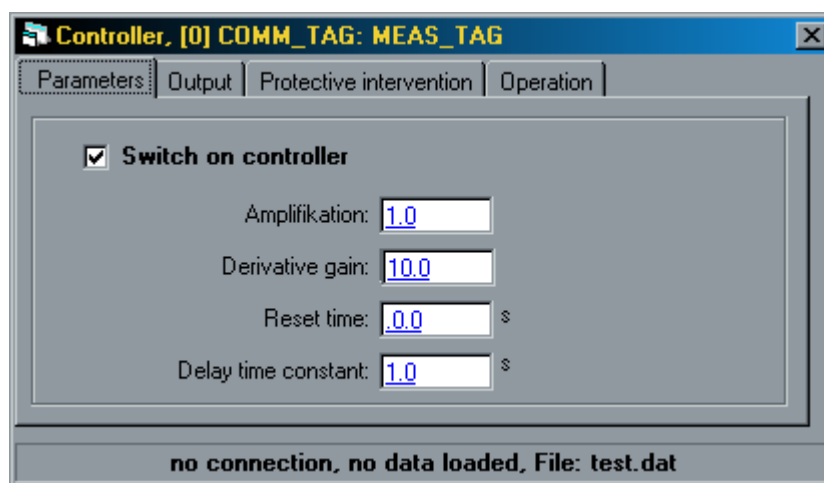 Controller, [0] COMM_TAG: MEAS_TAG
Parameters Output Protective intervention Operation
Switch on controller
Amplifikation: 1.0
Derivative gain: 10.0
Reset time: .0.0 s
Delay time constant: 1.0 s
no connection, no data loaded, File: test.dat